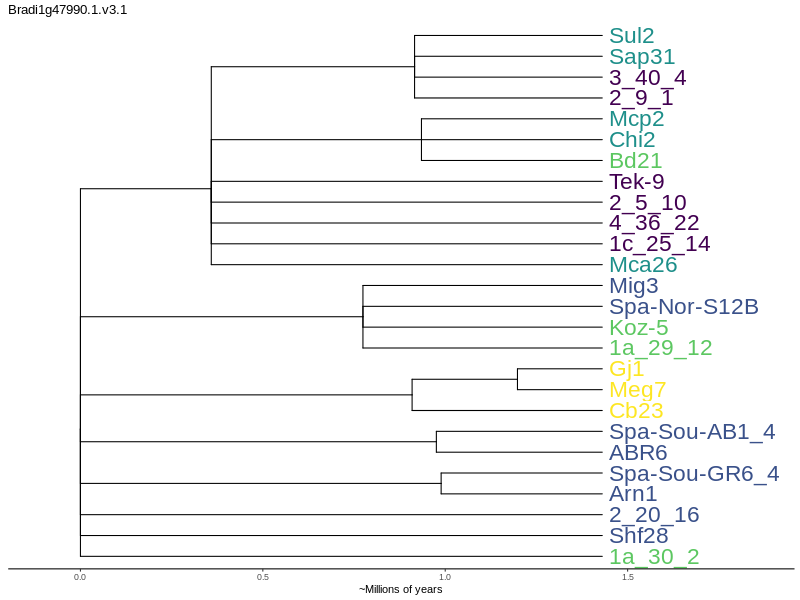 Bradi1g47990.1.v3.1
Sul2
Sap31
3_40_4
2_9_1
Mcp2
Chi2
Bd21
Tek-9
2_5_10
4_36_22
1c_25_14
Mca26
Mig3
Spa-Nor-S12B
Koz-5
1a_29_12
Gj1
Meg7
Cb23
Spa-Sou-AB1_4
ABR6
Spa-Sou-GR6_4
Arn1
2_20_16
Shf28
1a_30_2
0.0 0.5 1.0 1.5
~Millions of years